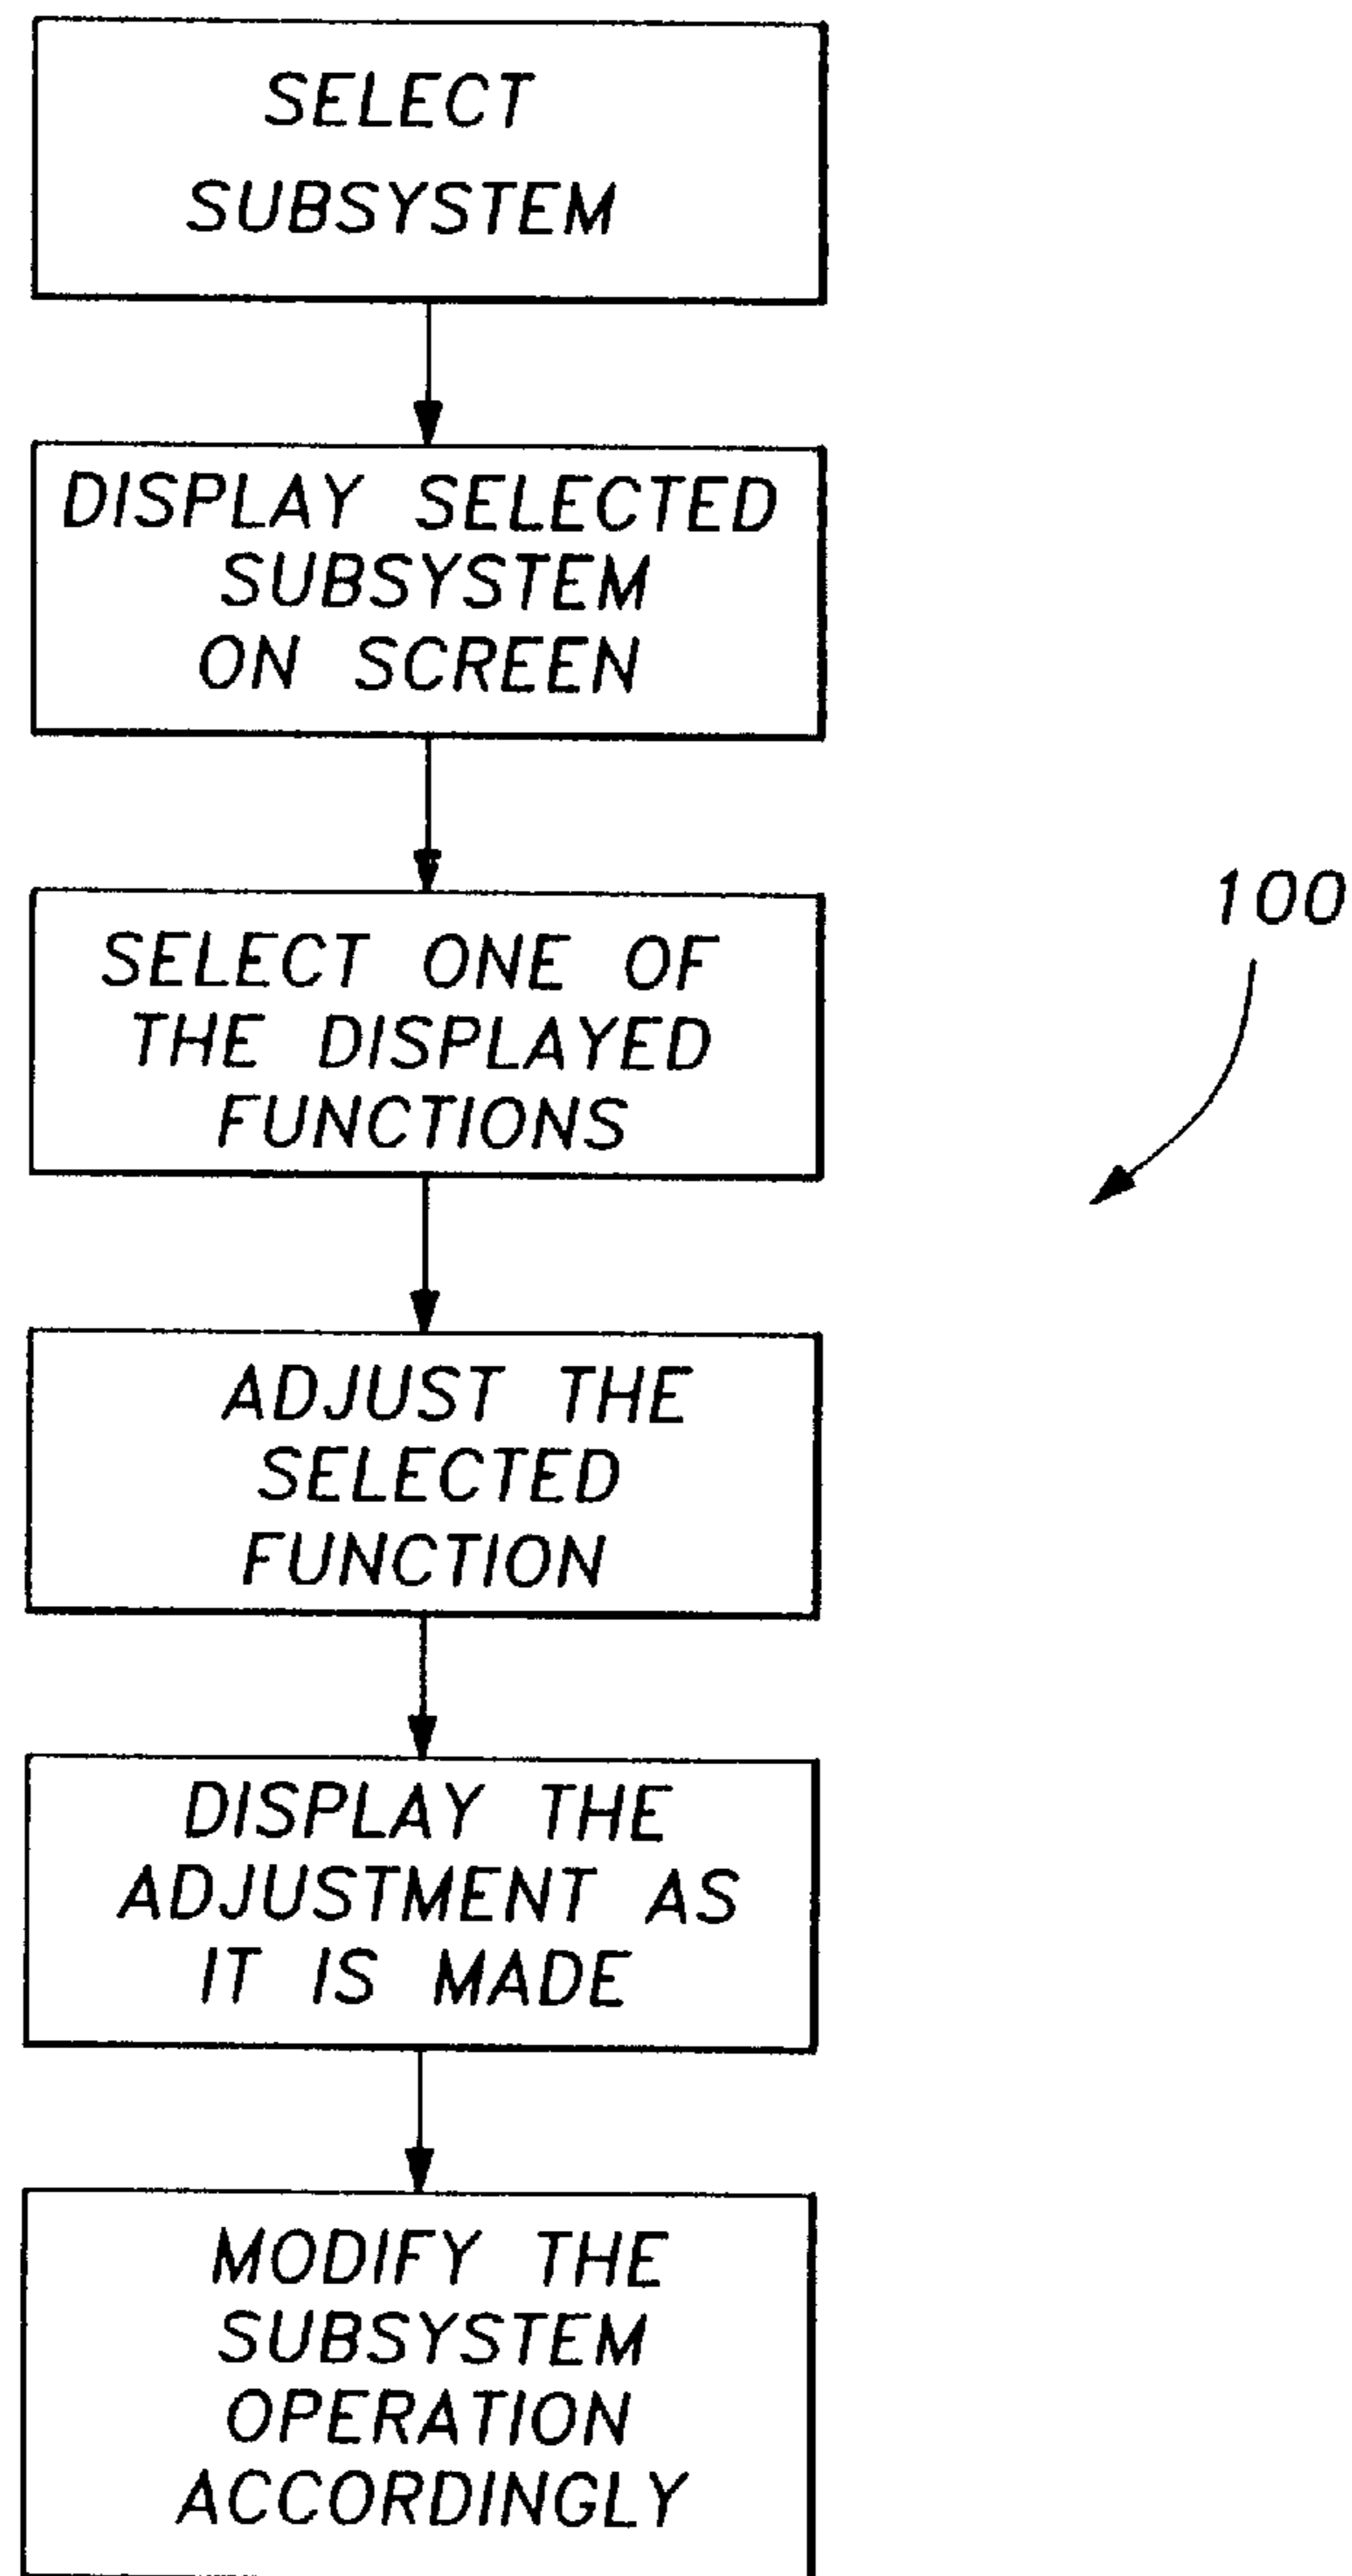 SELECT
SUBSYSTEM
DISPLAY SELECTED
SUBSYSTEM
ON SCREEN
SELECT ONE OF
THE DISPLAYED
FUNCTIONS
100
ADJUST THE
SELECTED
FUNCTION
DISPLAY THE
ADJUSTMENT AS
IT IS MADE
MODIFY THE
SUBSYSTEM
OPERATION
ACCORDINGLY